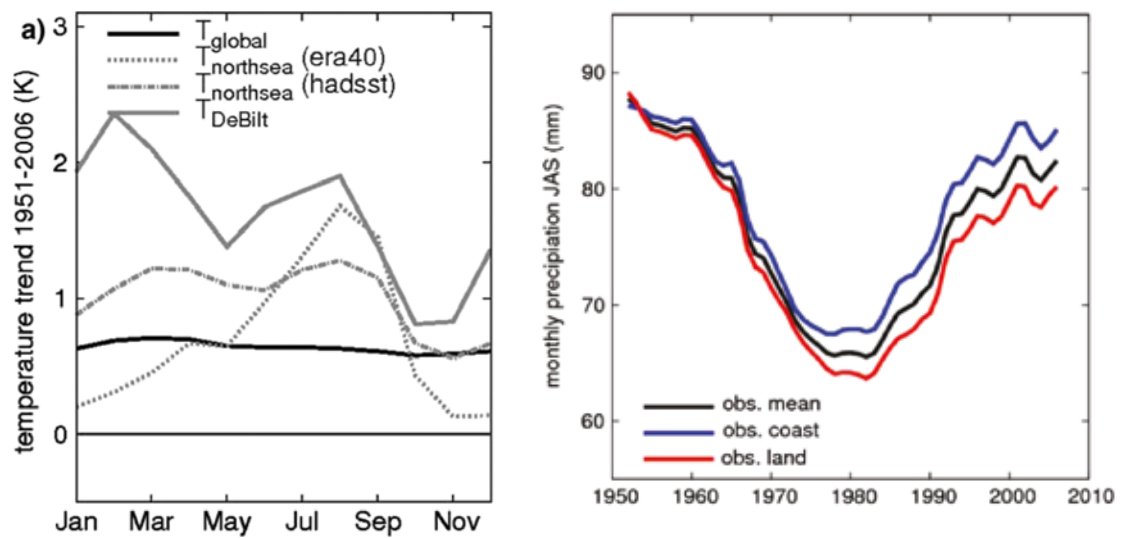 a)
T_global
T_northsea (era40)
T_northsea (hadsst)
T_DeBilt
temperature trend 1951-2006 (K)
3
2
1
0
Jan Mar May Jul Sep Nov
monthly precipiation JAS (mm)
90
80
70
60
obs. mean
obs. coast
obs. land
1950 1960 1970 1980 1990 2000 2010